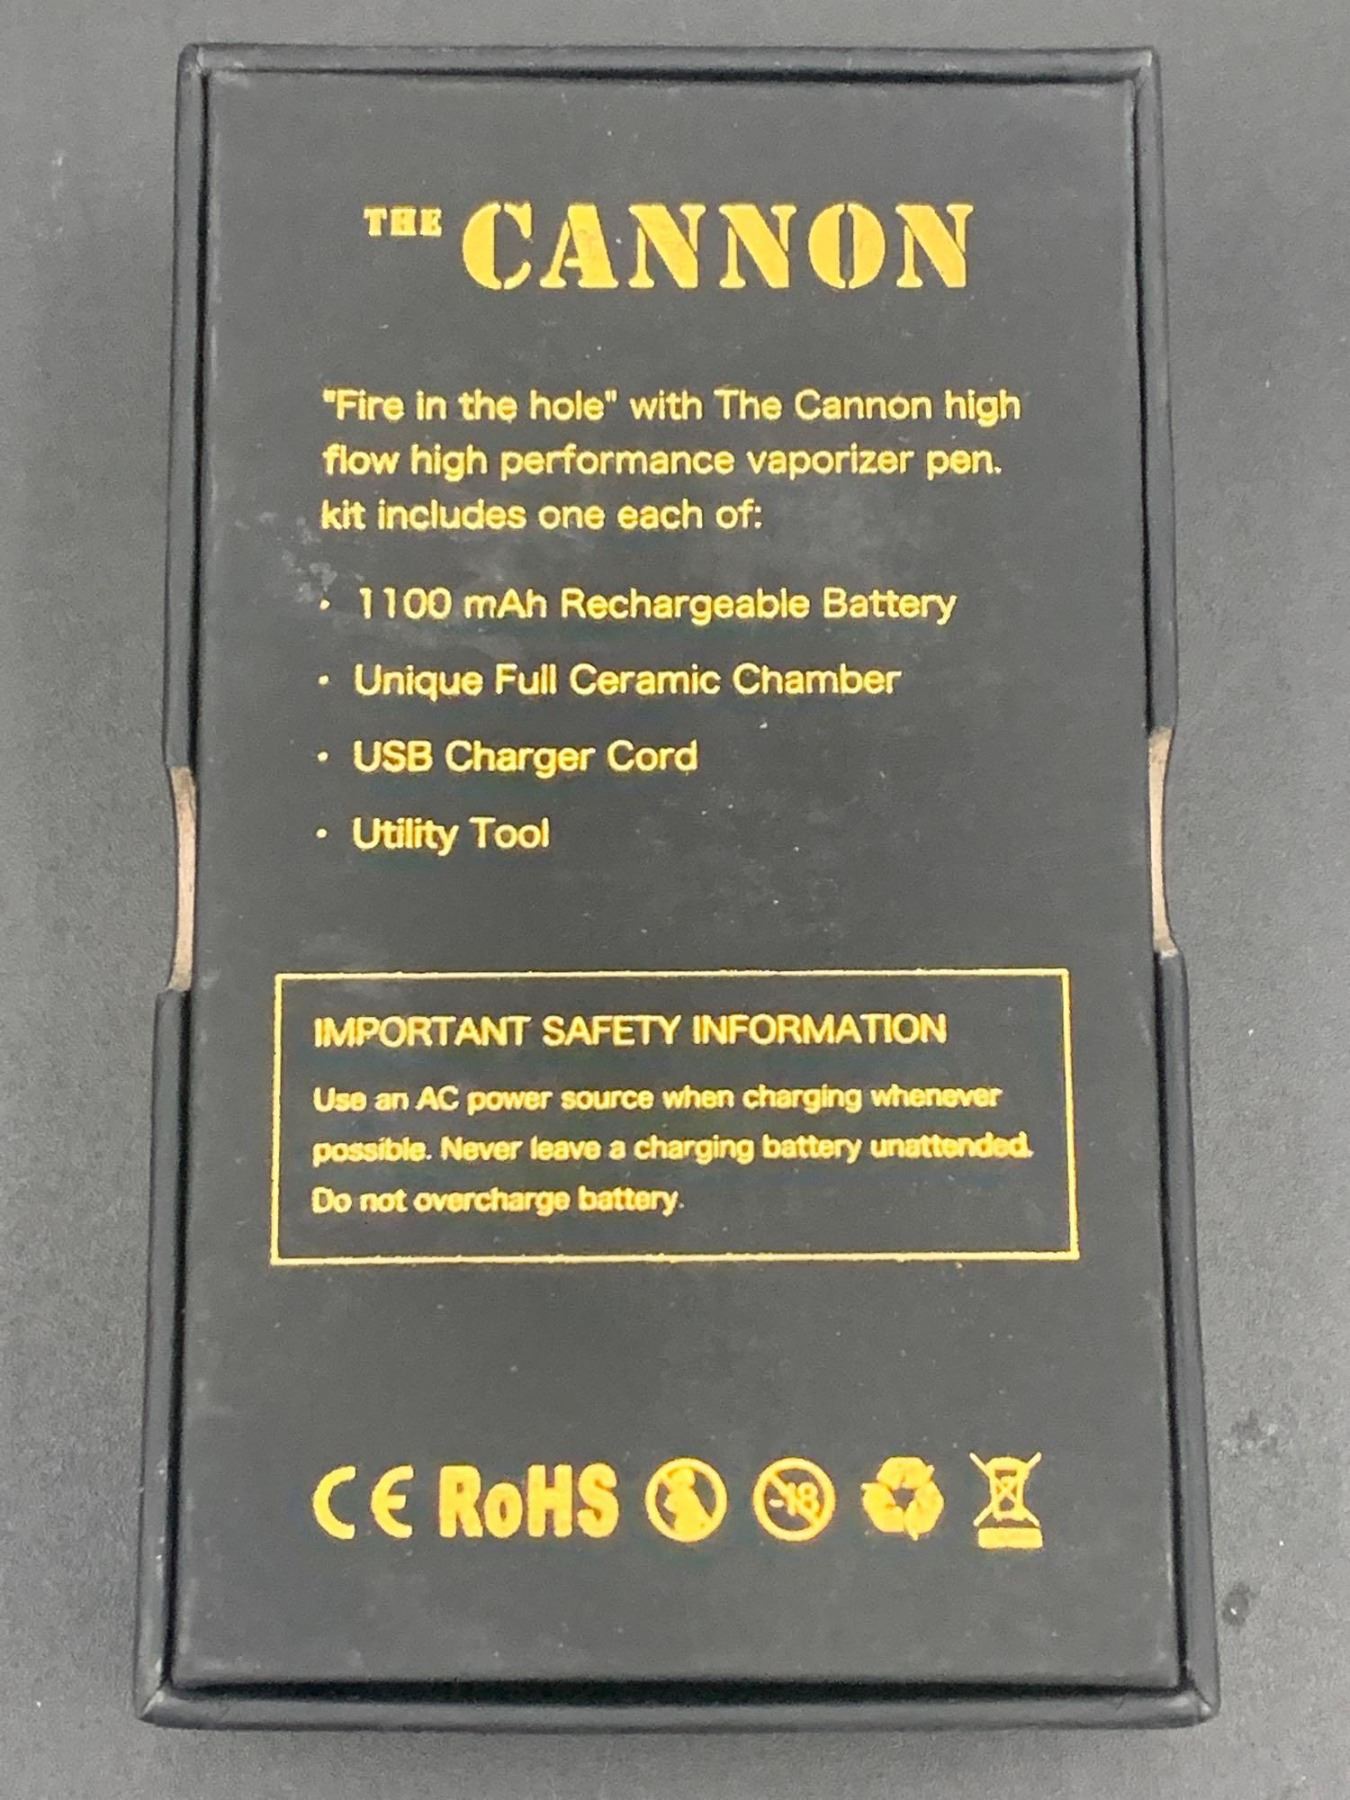 THE CANNON
"Fire in the hole" with The Cannon high
flow high performance vaporizer pen.
kit includes one each of:
· 1100 mAh Rechargeable Battery
· Unique Full Ceramic Chamber
· USB Charger Cord
· Utility Tool
IMPORTANT SAFETY INFORMATION
Use an AC power source when charging whenever
possible. Never leave a charging battery unattended.
Do not overcharge battery.
CE RoHS -18